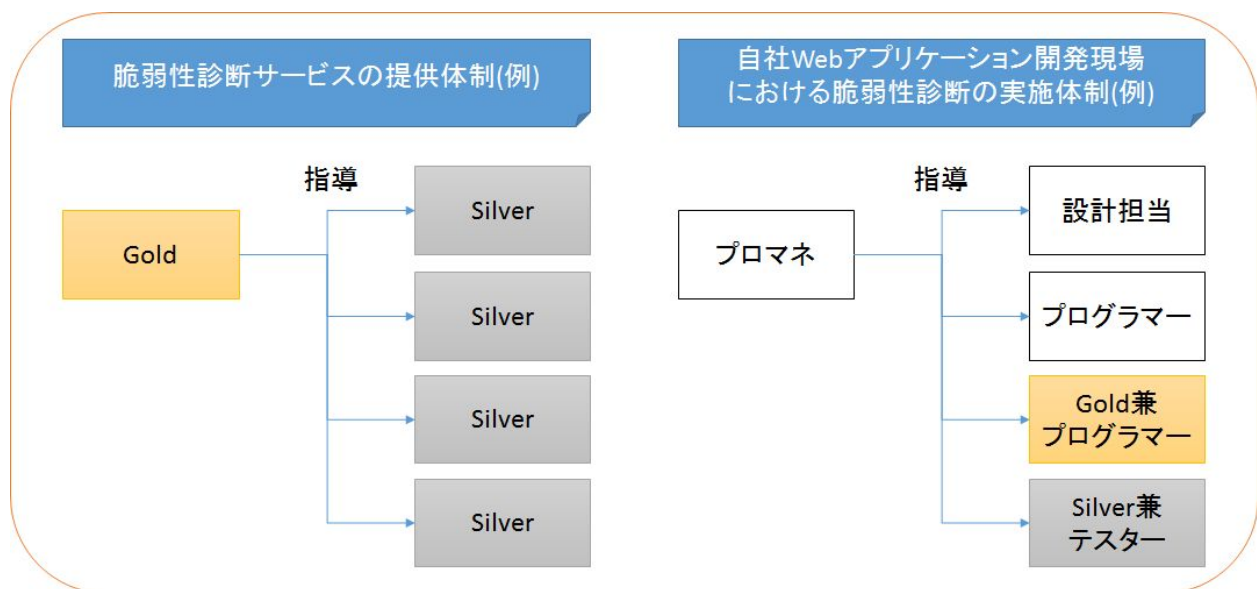 脆弱性診断サービスの提供体制(例)
指導
Gold
Silver
Silver
Silver
Silver
自社Webアプリケーション開発現場
における脆弱性診断の実施体制(例)
指導
プロマネ
設計担当
プログラマー
Gold兼
プログラマー
Silver兼
テスター